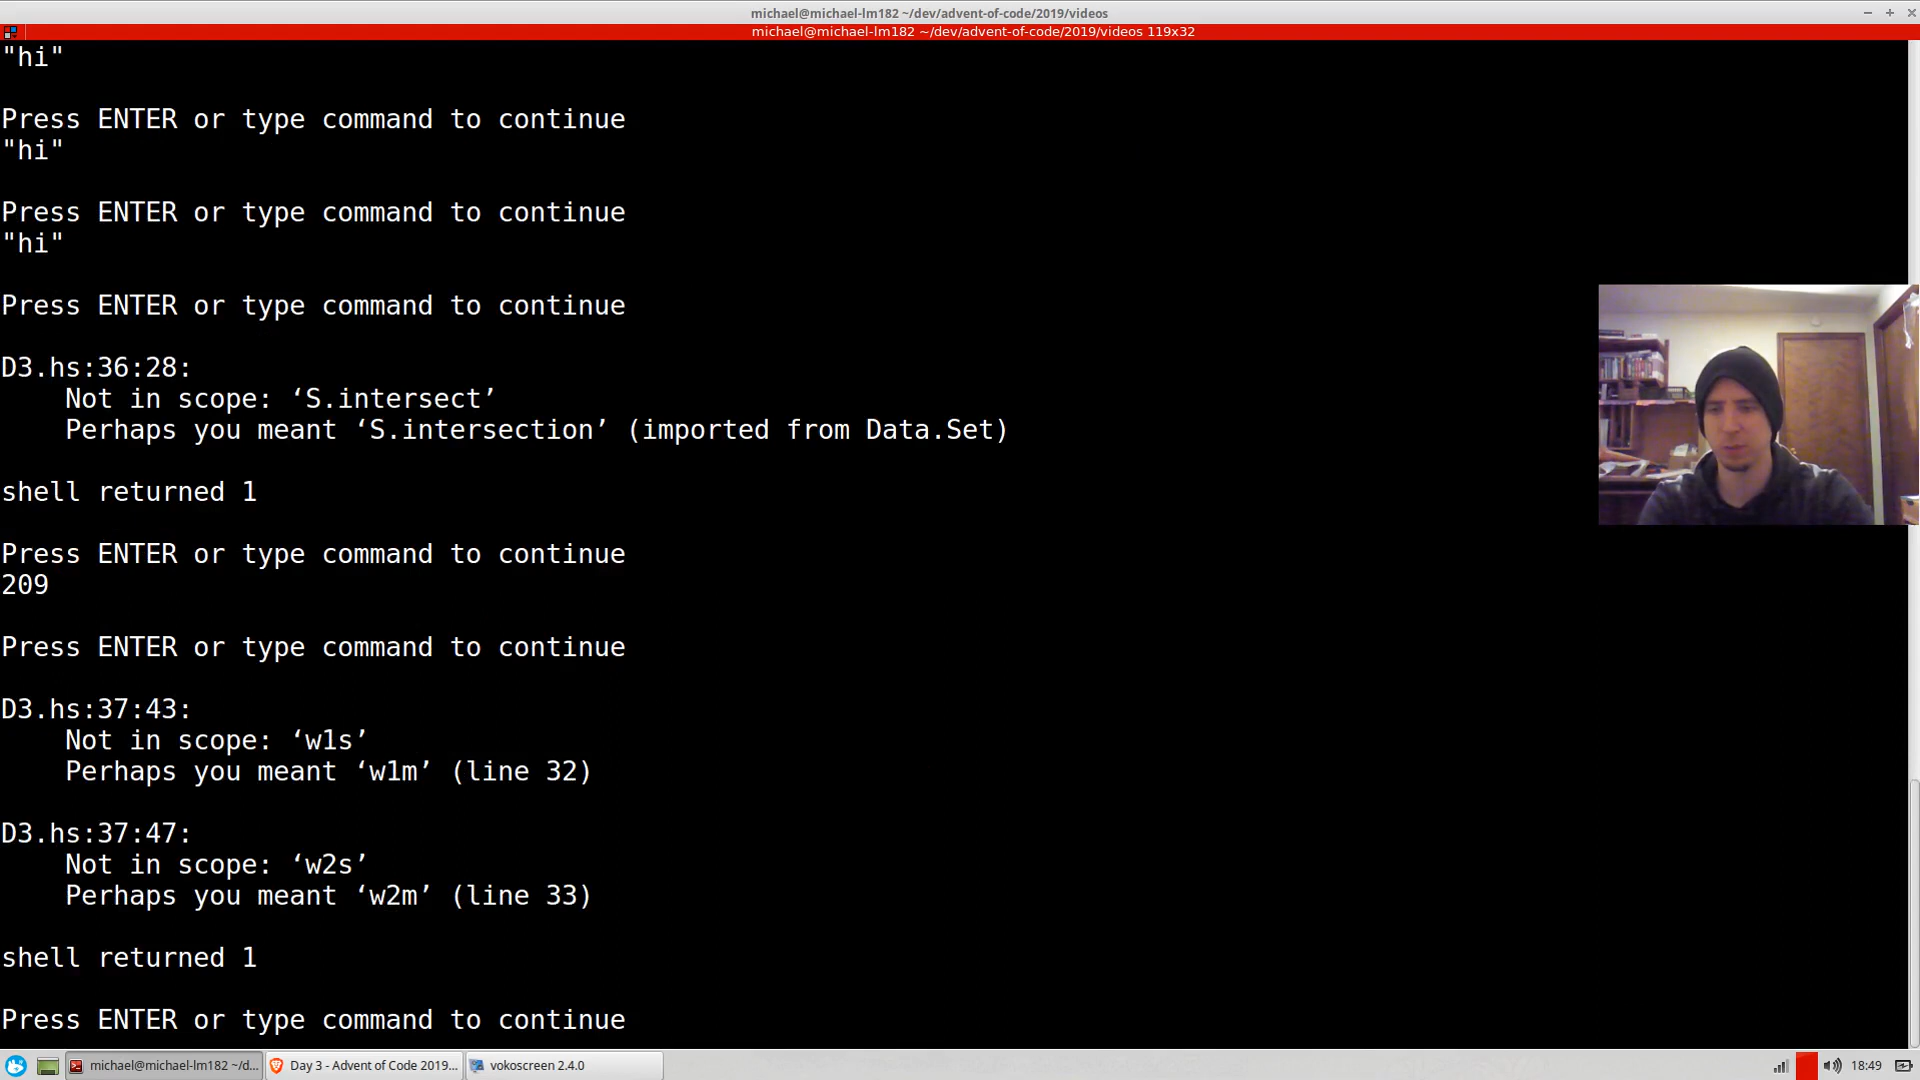 michael@michael-lm182 ~/dev/advent-of-code/2019/videos
michael@michael-lm182 ~/dev/advent-of-code/2019/videos 119x32
"hi"
Press ENTER or type command to continue
"hi"
Press ENTER or type command to continue
"hi"
Press ENTER or type command to continue
D3.hs:36:28:
Not in scope: ‘S.intersect’
Perhaps you meant ‘S.intersection’ (imported from Data.Set)
shell returned 1
Press ENTER or type command to continue
209
Press ENTER or type command to continue
D3.hs:37:43:
Not in scope: ‘w1s’
Perhaps you meant ‘w1m’ (line 32)
D3.hs:37:47:
Not in scope: ‘w2s’
Perhaps you meant ‘w2m’ (line 33)
shell returned 1
Press ENTER or type command to continue
michael@michael-lm182 ~/d...
Day 3 - Advent of Code 2019...
vokoscreen 2.4.0
18:49